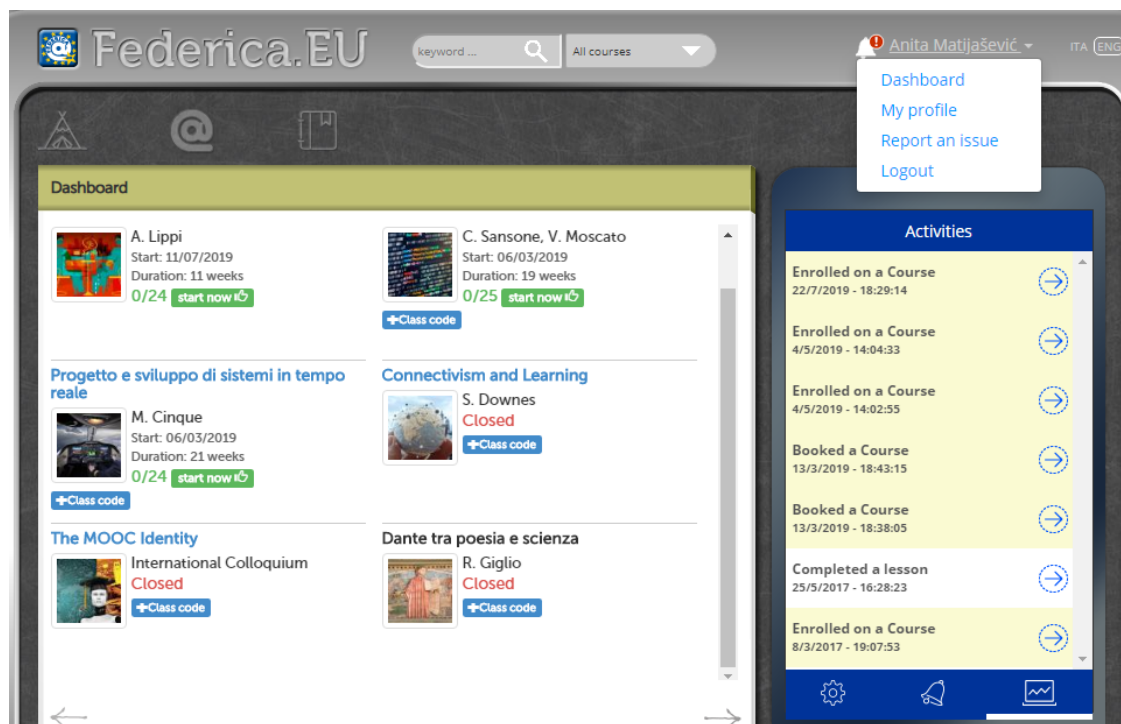 Federica.EU
keyword ...
All courses
Anita Matijašević
ITA ENG
Dashboard
My profile
Report an issue
Logout
Dashboard
A. Lippi
Start: 11/07/2019
Duration: 11 weeks
0/24 start now
C. Sansone, V. Moscato
Start: 06/03/2019
Duration: 19 weeks
0/25 start now
Class code
Progetto e sviluppo di sistemi in tempo
reale
M. Cinque
Start: 06/03/2019
Duration: 21 weeks
0/24 start now
Class code
Connectivism and Learning
S. Downes
Closed
Class code
The MOOC Identity
International Colloquium
Closed
Class code
Dante tra poesia e scienza
R. Giglio
Closed
Class code
Activities
Enrolled on a Course
22/7/2019 - 18:29:14
Enrolled on a Course
4/5/2019 - 14:04:33
Enrolled on a Course
4/5/2019 - 14:02:55
Booked a Course
13/3/2019 - 18:43:15
Booked a Course
13/3/2019 - 18:38:05
Completed a lesson
25/5/2017 - 16:28:23
Enrolled on a Course
8/3/2017 - 19:07:53